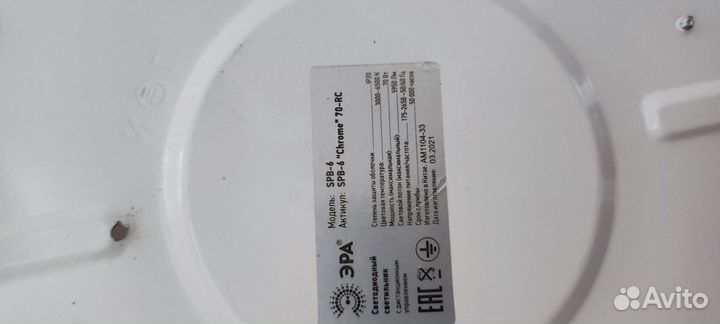 ЭРА®
Светодиодный
светильник
с дистанционным
управлением
EAC
Модель: SPB-6
Артикул: SPB-6 "Chrome" 70-RC
Степень защиты оболочки: IP20
Цветовая температура: 3000-6500 К
Мощность (максимальная): 70 Вт
Световой поток (максимальный): 5950 Лм
Напряжение питания/частота: 175-265В ~50/60 Гц
Срок службы: 50 000 часов
Изготовлено в Китае AM1104-33
Дата изготовления: 03.2021
Avito